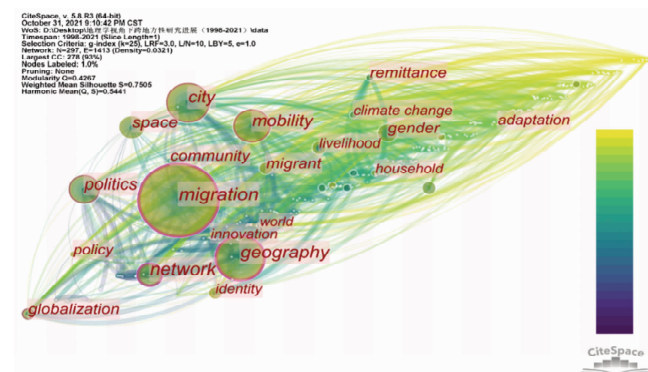 CiteSpace, v. 5.8 R3 (64-bit)
October 31, 2021 9:10:42 PM CST
WoS: D:\Desktop\地理学视角下跨地方性研究进展（1998-2021）\data
Timespan: 1998-2021 (Slice Length=1)
Selection Criteria: g-index (k=25), LRF=3.0, L/N=10, LBY=5, e=1.0
Network: N=297, E=1413 (Density=0.0321)
Largest CC: 278 (93%)
Nodes Labeled: 1.0%
Pruning: None
Modularity Q=0.4267
Weighted Mean Silhouette S=0.7505
Harmonic Mean(Q, S)=0.5441
remittance
city
climate change
space
mobility
gender
adaptation
livelihood
community
migrant
household
politics
migration
world
innovation
policy
geography
network
identity
globalization
CiteSpace